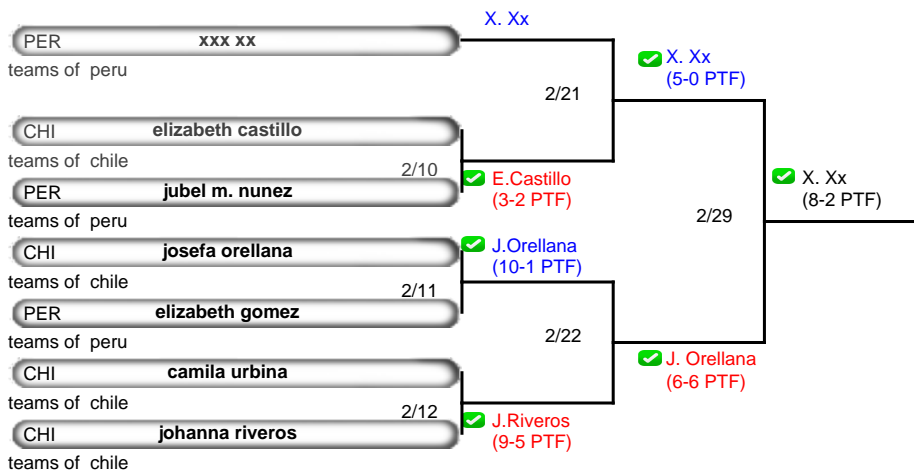 X. Xx
PER xxx xx
teams of peru
X. Xx
(5-0 PTF)
2/21
CHI elizabeth castillo
teams of chile
2/10
E.Castillo
(3-2 PTF)
PER jubel m. nunez
teams of peru
X. Xx
(8-2 PTF)
2/29
CHI josefa orellana
teams of chile
J.Orellana
(10-1 PTF)
2/11
PER elizabeth gomez
teams of peru
2/22
J. Orellana
(6-6 PTF)
CHI camila urbina
teams of chile
2/12
J.Riveros
(9-5 PTF)
CHI johanna riveros
teams of chile